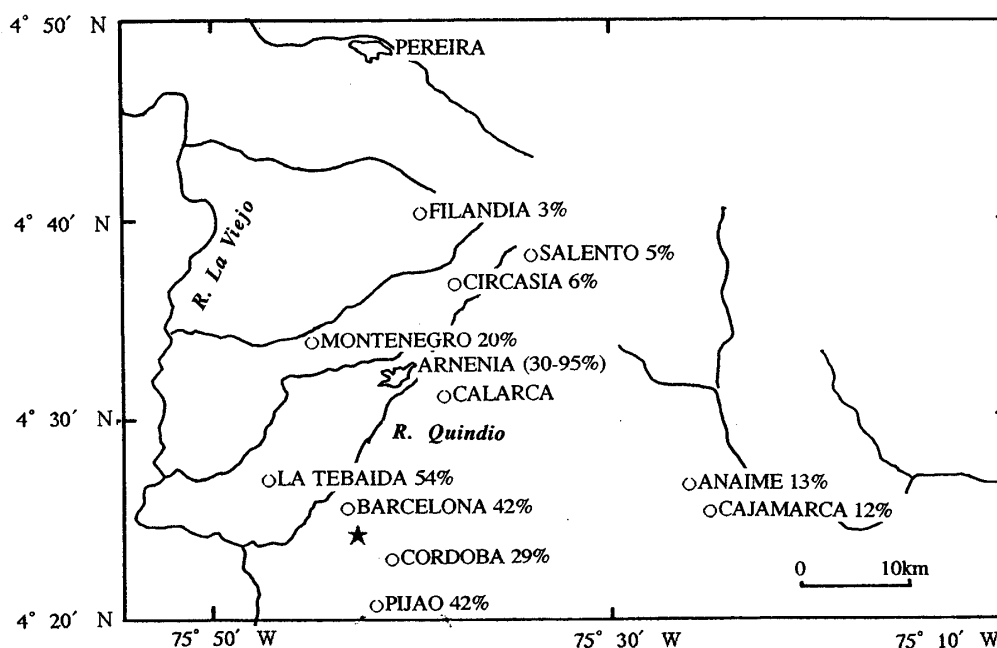 4° 50′ N
PEREIRA
4° 40′ N
FILANDIA 3%
SALENTO 5%
CIRCASIA 6%
R. La Viejo
MONTENEGRO 20%
ARNENIA (30-95%)
CALARCA
4° 30′ N
R. Quindio
LA TEBAIDA 54%
ANAIME 13%
BARCELONA 42%
CAJAMARCA 12%
CORDOBA 29%
0 10km
PIJAO 42%
4° 20′ N
75° 50′ W 75° 30′ W 75° 10′ W